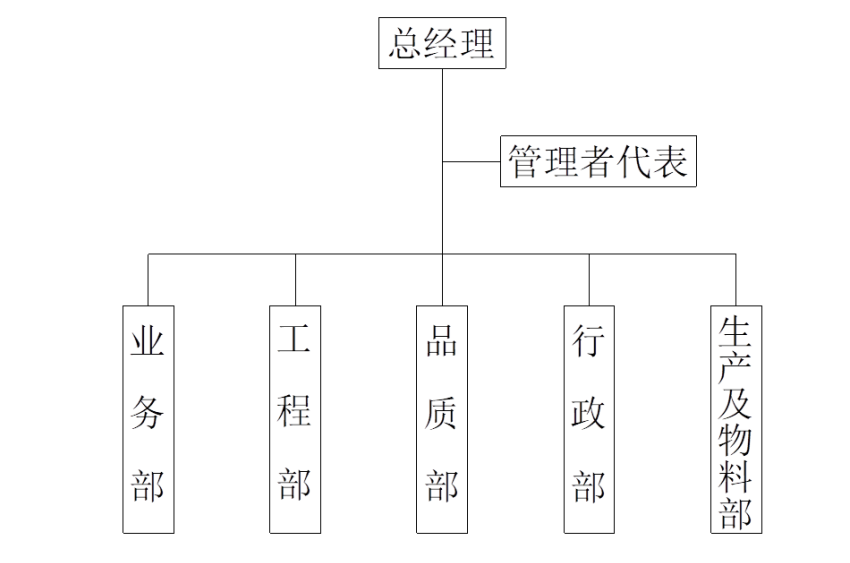 总经理
管理者代表
业务部
工程部
品质部
行政部
生产及物料部